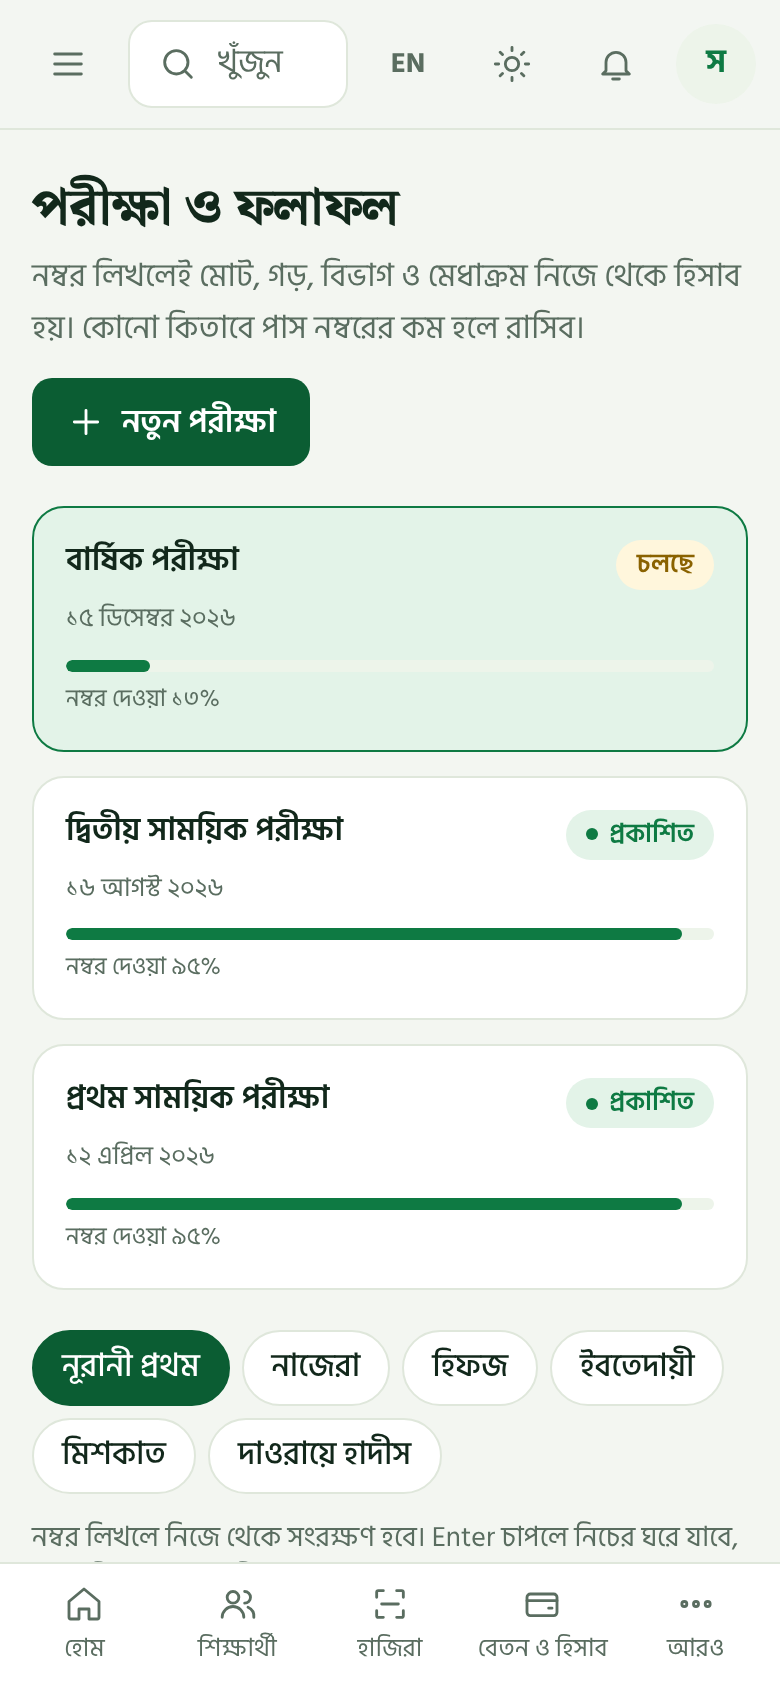 খুঁজুন
EN
স
পরীক্ষা ও ফলাফল
নম্বর লিখলেই মোট, গড়, বিভাগ ও মেধাক্রম নিজে থেকে হিসাব
হয়। কোনো কিতাবে পাস নম্বরের কম হলে রাসিব।
নতুন পরীক্ষা
বার্ষিক পরীক্ষা
চলছে
১৫ ডিসেম্বর ২০২৬
নম্বর দেওয়া ১৩%
দ্বিতীয় সাময়িক পরীক্ষা
প্রকাশিত
১৬ আগস্ট ২০২৬
নম্বর দেওয়া ৯৫%
প্রথম সাময়িক পরীক্ষা
প্রকাশিত
১২ এপ্রিল ২০২৬
নম্বর দেওয়া ৯৫%
নূরানী প্রথম নাজেরা হিফজ ইবতেদায়ী
মিশকাত দাওরায়ে হাদীস
নম্বর লিখলে নিজে থেকে সংরক্ষণ হবে। Enter চাপলে নিচের ঘরে যাবে,
হোম শিক্ষার্থী হাজিরা বেতন ও হিসাব আরও